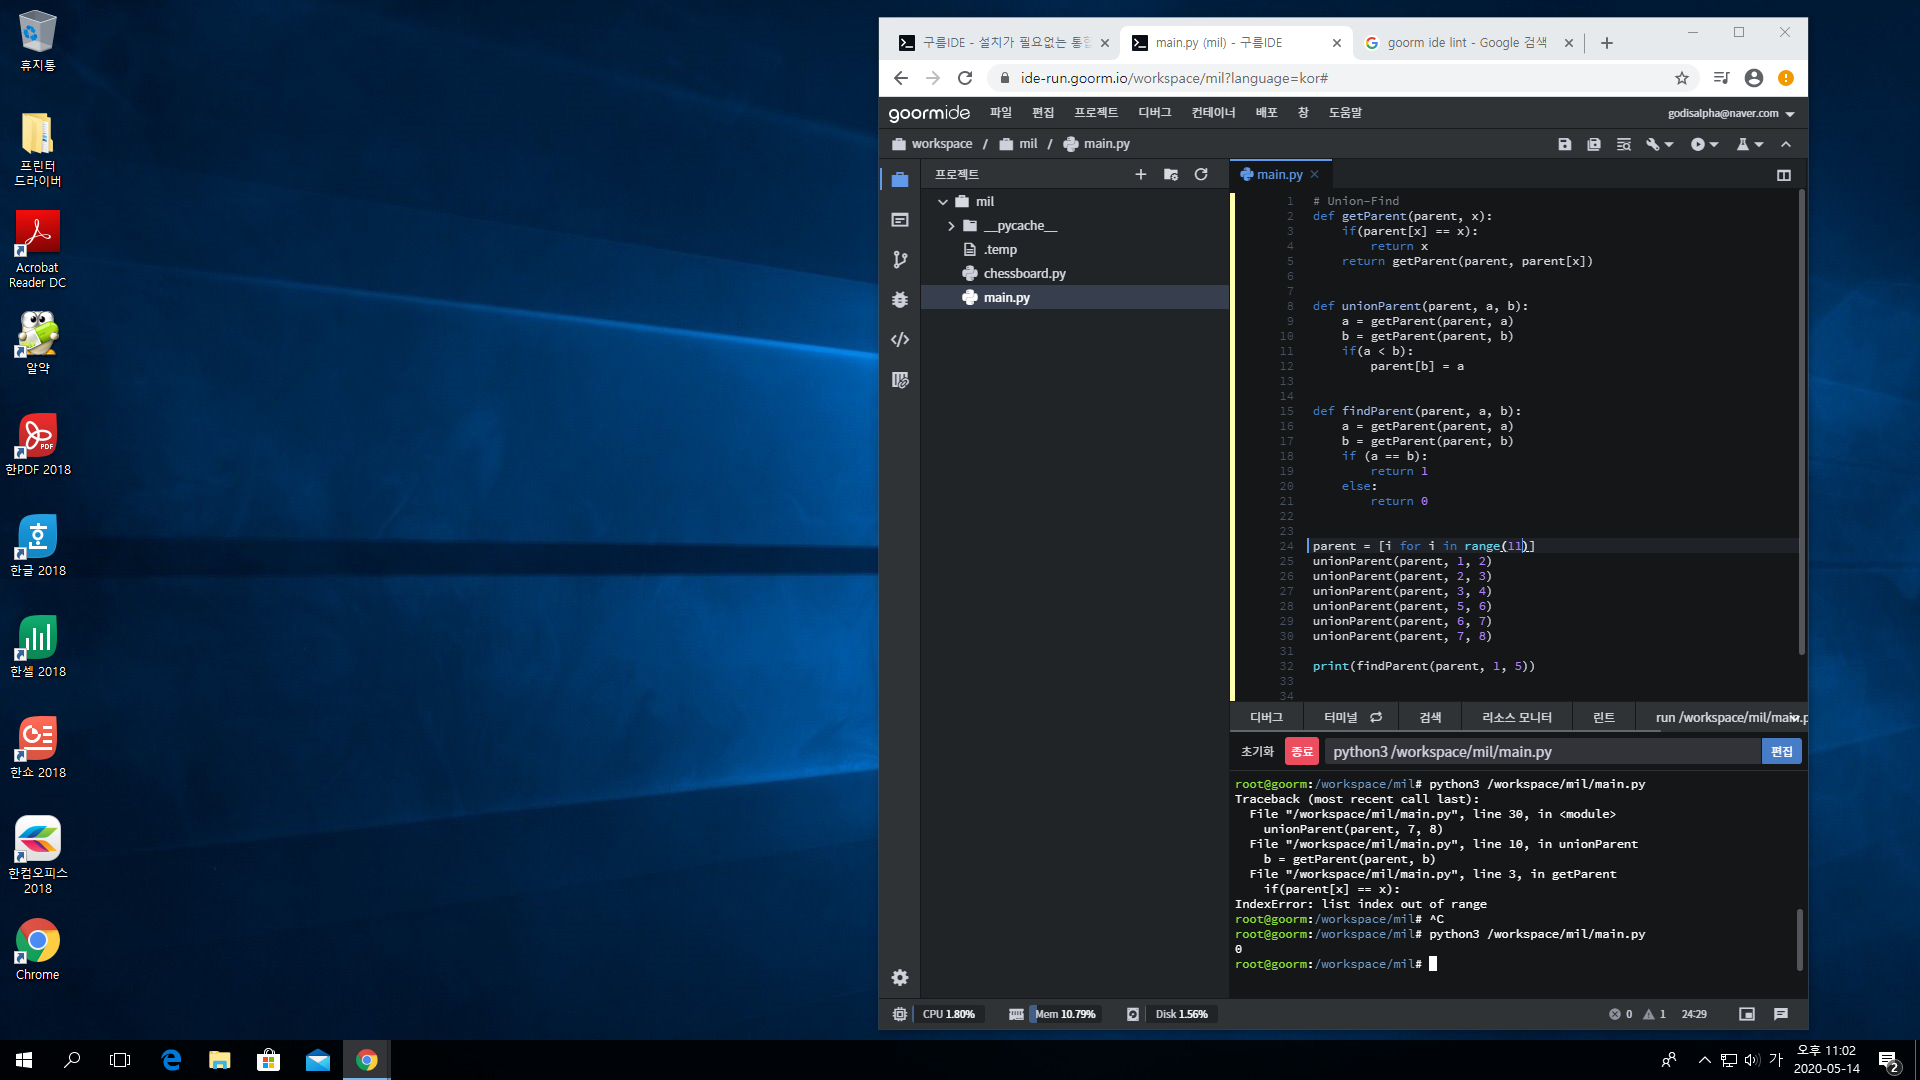 휴지통
프린터
드라이버
Acrobat
Reader DC
알약
한PDF 2018
한글 2018
한셀 2018
한쇼 2018
한컴오피스
2018
Chrome
구름IDE - 설치가 필요없는 통합
main.py (mil) - 구름IDE
goorm ide lint - Google 검색
ide-run.goorm.io/workspace/mil?language=kor#
goormide 파일 편집 프로젝트 디버그 컨테이너 배포 창 도움말 godisalpha@naver.com
workspace / mil / main.py
프로젝트
mil
__pycache__
.temp
chessboard.py
main.py
main.py
1 # Union-Find
2 def getParent(parent, x):
3     if(parent[x] == x):
4         return x
5     return getParent(parent, parent[x])
6
7
8 def unionParent(parent, a, b):
9     a = getParent(parent, a)
10     b = getParent(parent, b)
11     if(a < b):
12         parent[b] = a
13
14
15 def findParent(parent, a, b):
16     a = getParent(parent, a)
17     b = getParent(parent, b)
18     if (a == b):
19         return 1
20     else:
21         return 0
22
23
24 parent = [i for i in range(11)]
25 unionParent(parent, 1, 2)
26 unionParent(parent, 2, 3)
27 unionParent(parent, 3, 4)
28 unionParent(parent, 5, 6)
29 unionParent(parent, 6, 7)
30 unionParent(parent, 7, 8)
31
32 print(findParent(parent, 1, 5))
33
34
디버그 터미널 검색 리소스 모니터 린트 run /workspace/mil/main.p
초기화 종료 python3 /workspace/mil/main.py 편집
root@goorm:/workspace/mil# python3 /workspace/mil/main.py
Traceback (most recent call last):
  File "/workspace/mil/main.py", line 30, in <module>
    unionParent(parent, 7, 8)
  File "/workspace/mil/main.py", line 10, in unionParent
    b = getParent(parent, b)
  File "/workspace/mil/main.py", line 3, in getParent
    if(parent[x] == x):
IndexError: list index out of range
root@goorm:/workspace/mil# ^C
root@goorm:/workspace/mil# python3 /workspace/mil/main.py
0
root@goorm:/workspace/mil#
CPU 1.80% Mem 10.79% Disk 1.56% 0 1 24:29
가 오후 11:02
2020-05-14
2